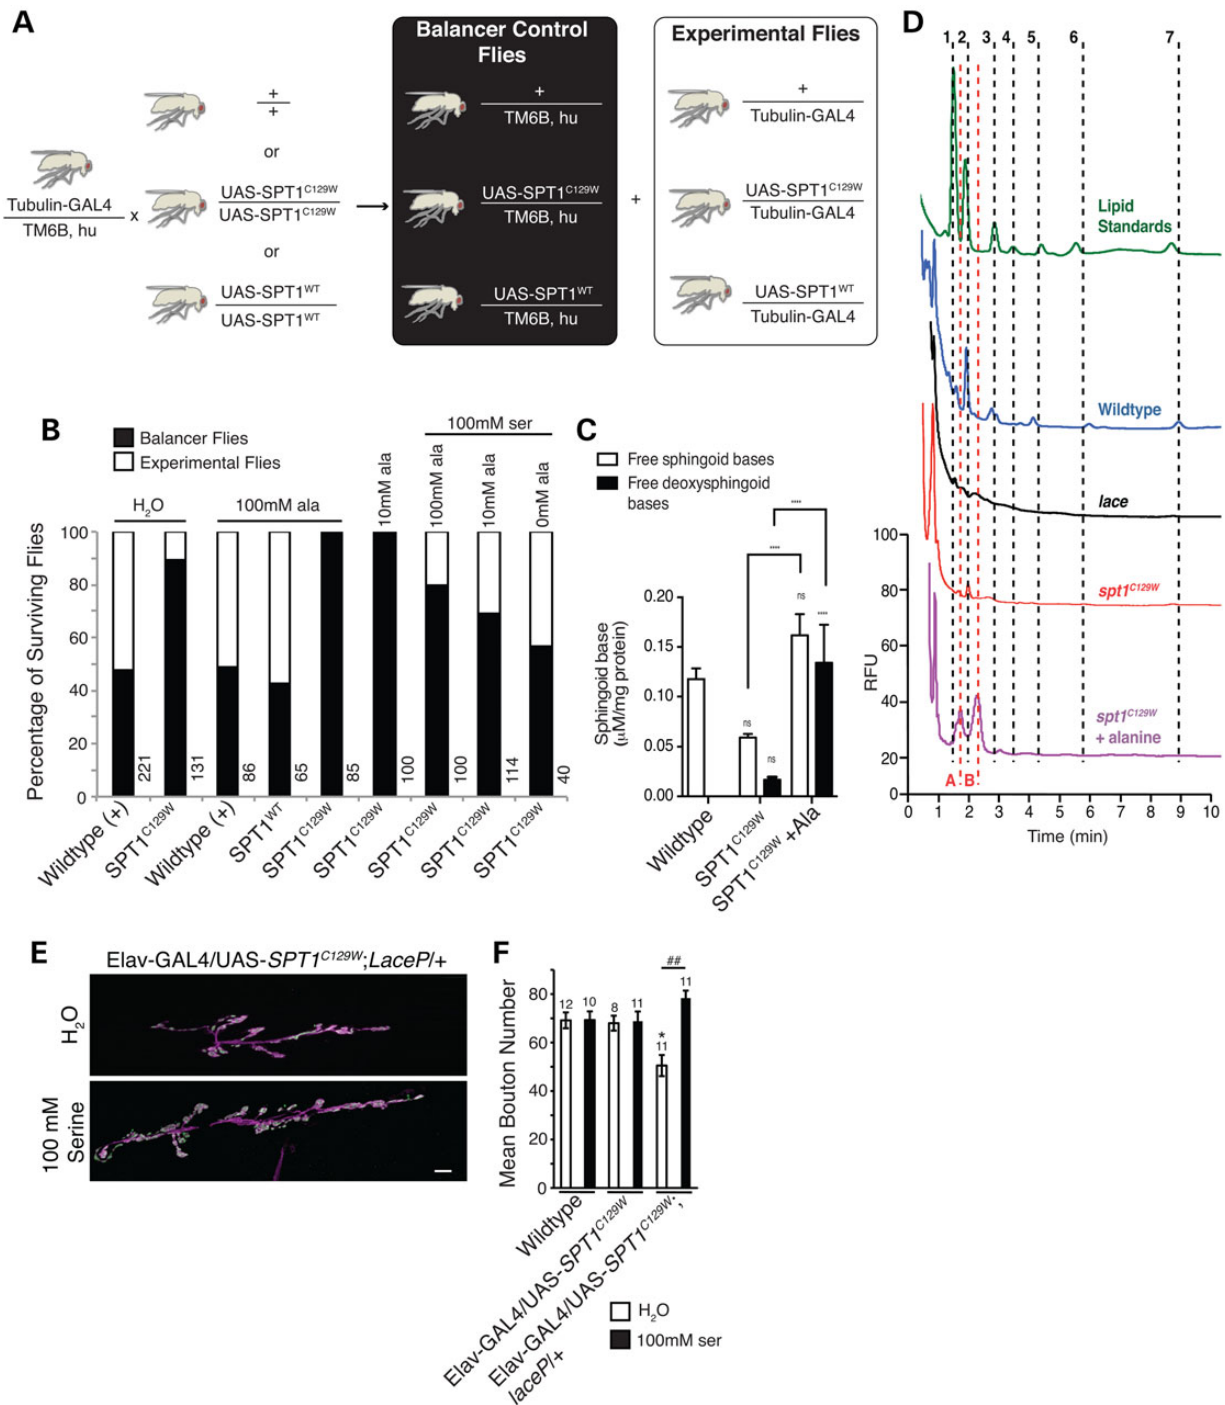 A
Tubulin-GAL4
TM6B, hu
x
+
+
or
UAS-SPT1C129W
UAS-SPT1C129W
or
UAS-SPT1WT
UAS-SPT1WT
Balancer Control
Flies
+
TM6B, hu
UAS-SPT1C129W
TM6B, hu
UAS-SPT1WT
TM6B, hu
+
Experimental Flies
+
Tubulin-GAL4
UAS-SPT1C129W
Tubulin-GAL4
UAS-SPT1WT
Tubulin-GAL4
D
1 2 3 4 5 6 7
Lipid
Standards
Wildtype
lace
spt1C129W
spt1C129W
+ alanine
A B
RFU
100
80
60
40
20
0
0 1 2 3 4 5 6 7 8 9 10
Time (min)
B
Balancer Flies
Experimental Flies
H2O
100mM ala
10mM ala
100mM ser
100mM ala
10mM ala
0mM ala
Percentage of Surviving Flies
100
80
60
40
20
0
221 131 86 65 85 100 100 114 40
Wildtype (+)
SPT1C129W
Wildtype (+)
SPT1WT
SPT1C129W
SPT1C129W
SPT1C129W
SPT1C129W
SPT1C129W
C
Free sphingoid bases
Free deoxysphingoid
bases
Sphingoid base
(µM/mg protein)
0.20
0.15
0.10
0.05
0.00
ns
ns
ns
****
****
****
Wildtype
SPT1C129W
SPT1C129W +Ala
E
Elav-GAL4/UAS-SPT1C129W;LaceP/+
H2O
100 mM
Serine
F
Mean Bouton Number
80
60
40
20
0
12 10 8 11 11 11
*
##
Wildtype
Elav-GAL4/UAS-SPT1C129W
Elav-GAL4/UAS-SPT1C129W;
laceP/+
H2O
100mM ser